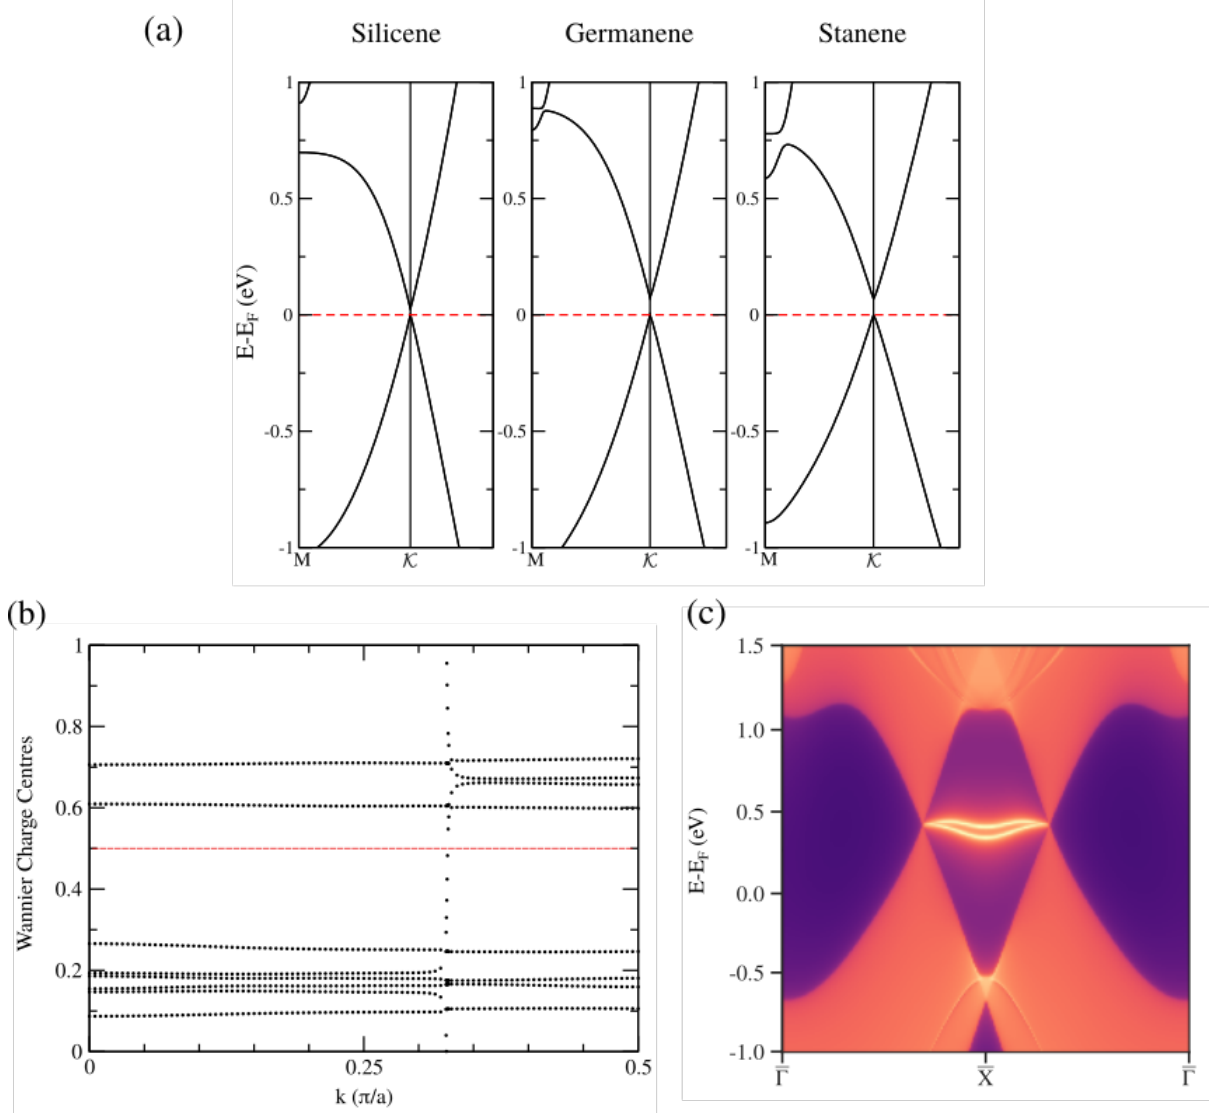 (a)
Silicene Germanene Stanene
1 1 1
0.5 0.5 0.5
E-E_F (eV)
0 0 0
-0.5 -0.5 -0.5
-1 -1 -1
M 𝒦 M 𝒦 M 𝒦
(b)
1
0.8
0.6
0.4
0.2
0
Wannier Charge Centres
0 0.25 0.5
k (π/a)
(c)
1.5
1.0
0.5
0.0
-0.5
-1.0
E-E_F (eV)
Γ̅ X̅ Γ̅